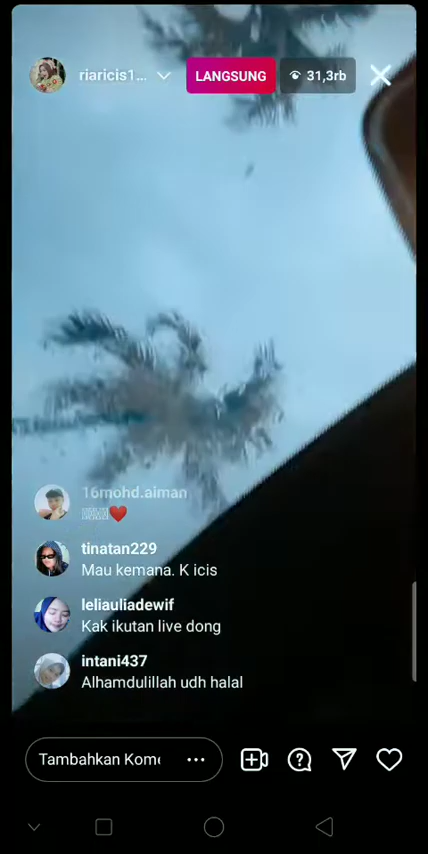 riaricis1...
LANGSUNG
31,3rb
16mohd.aiman
❤️
tinatan229
Mau kemana. K icis
leliauliadewif
Kak ikutan live dong
intani437
Alhamdulillah udh halal
Tambahkan Kome